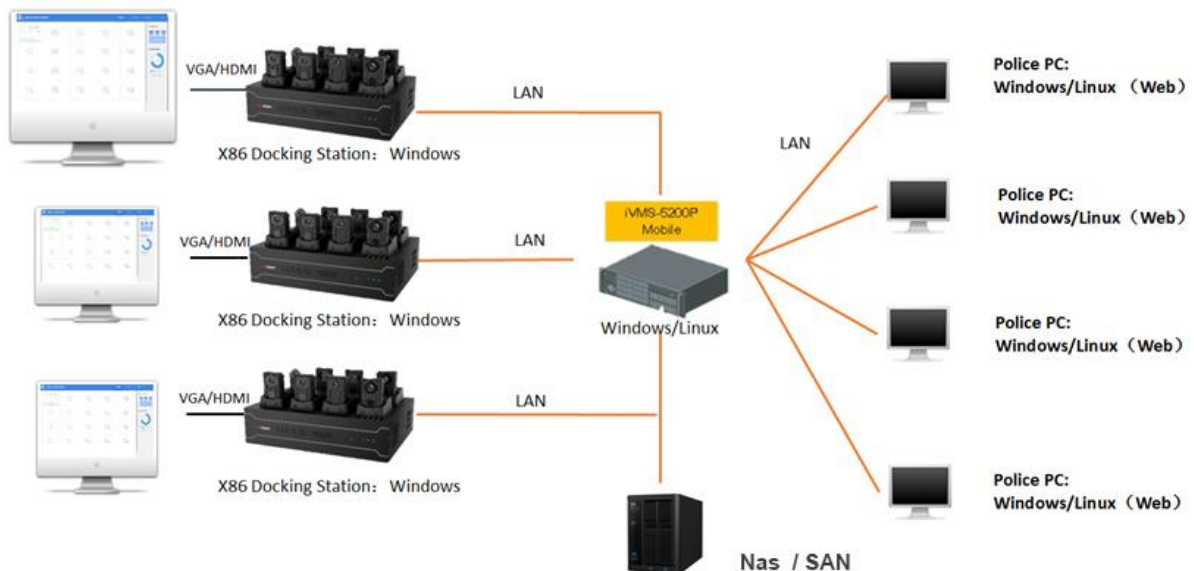 VGA/HDMI
LAN
X86 Docking Station： Windows
VGA/HDMI
LAN
X86 Docking Station： Windows
VGA/HDMI
LAN
X86 Docking Station： Windows
iVMS-5200P
Mobile
Windows/Linux
Nas / SAN
LAN
Police PC:
Windows/Linux （Web）
Police PC:
Windows/Linux （Web）
Police PC:
Windows/Linux （Web）
Police PC:
Windows/Linux （Web）